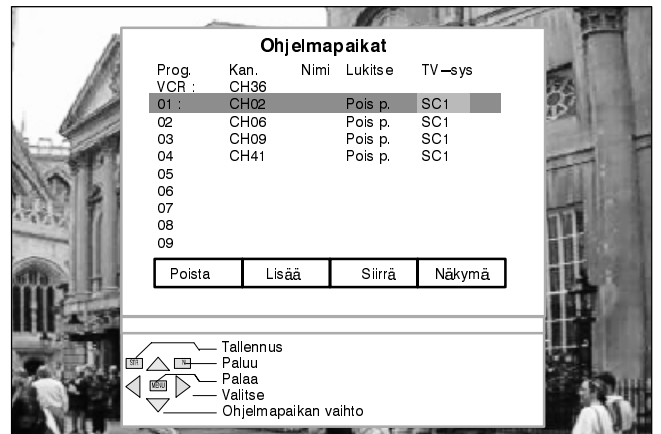 Ohjelmapaikat
Prog. Kan. Nimi Lukitse TV–sys
VCR : CH36
01 : CH02 Pois p. SC1
02 CH06 Pois p. SC1
03 CH09 Pois p. SC1
04 CH41 Pois p. SC1
05
06
07
08
09
Poista Lisää Siirrä Näkymä
Tallennus
STR N Paluu
MENU Palaa
Valitse
Ohjelmapaikan vaihto